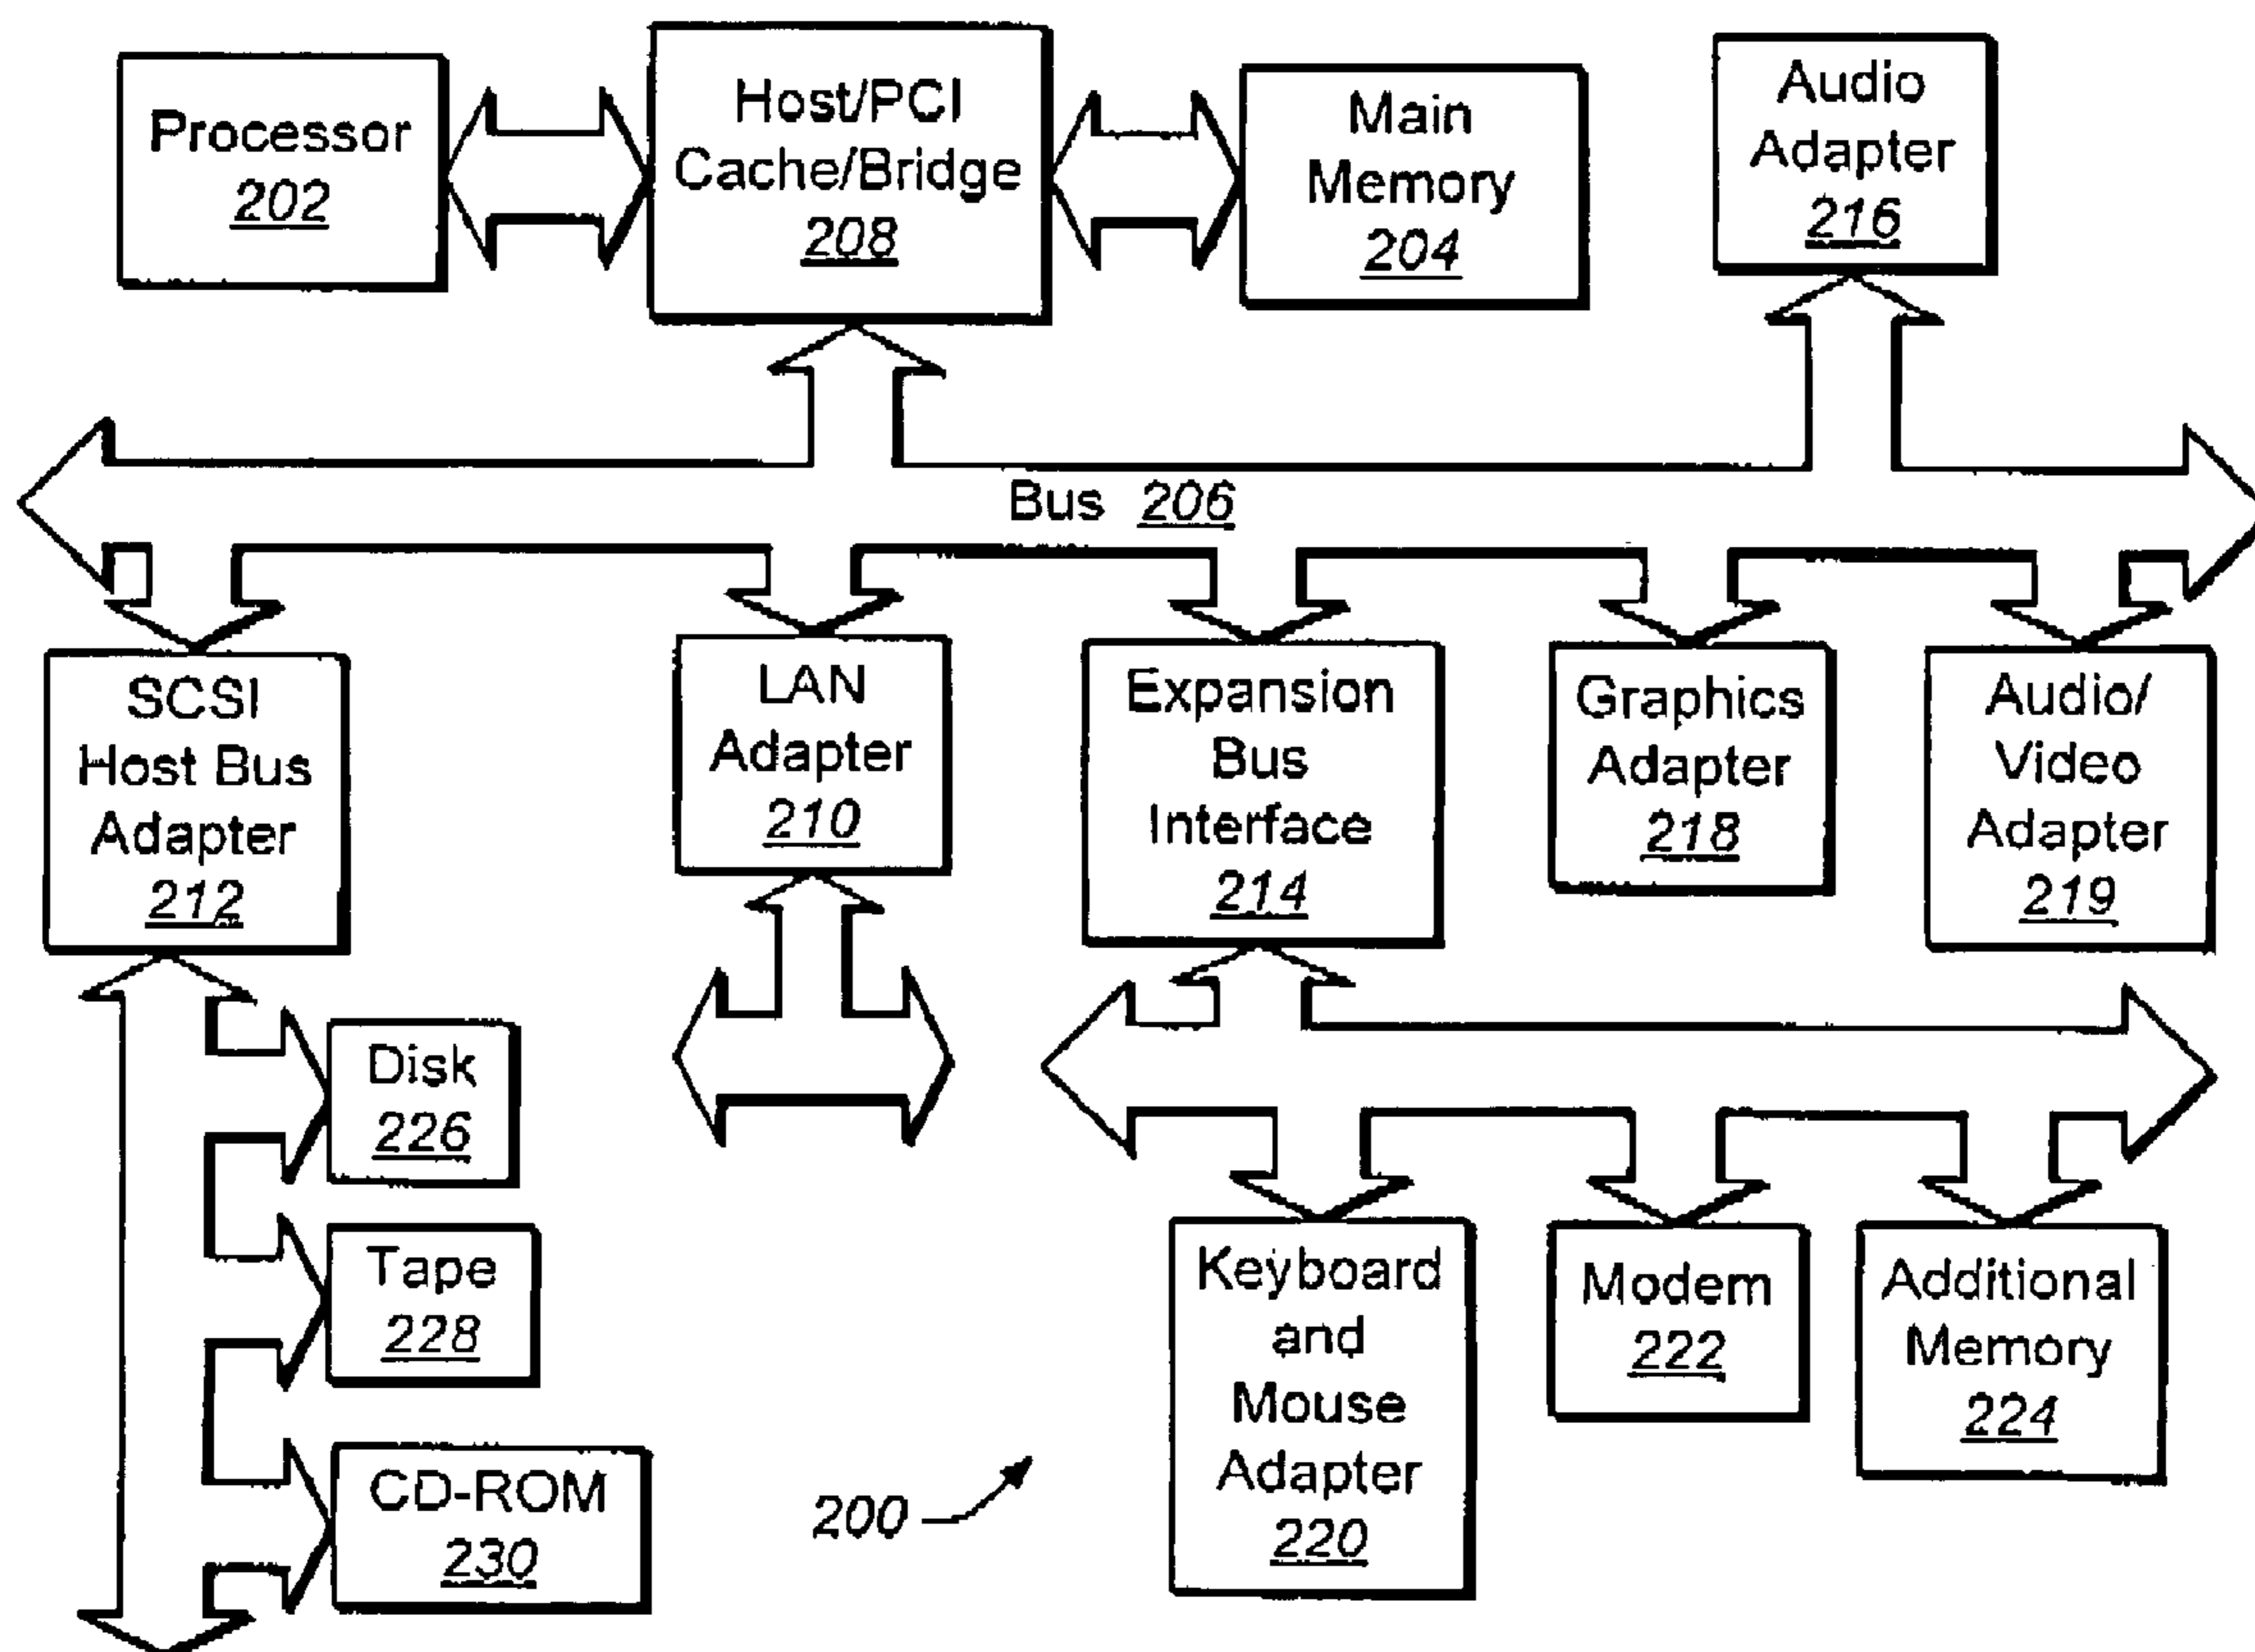 Processor
202
Host/PCI
Cache/Bridge
208
Main
Memory
204
Audio
Adapter
216
Bus 206
SCSI
Host Bus
Adapter
212
LAN
Adapter
210
Expansion
Bus
Interface
214
Graphics
Adapter
218
Audio/
Video
Adapter
219
Disk
226
Tape
228
CD-ROM
230
200
Keyboard
and
Mouse
Adapter
220
Modem
222
Additional
Memory
224